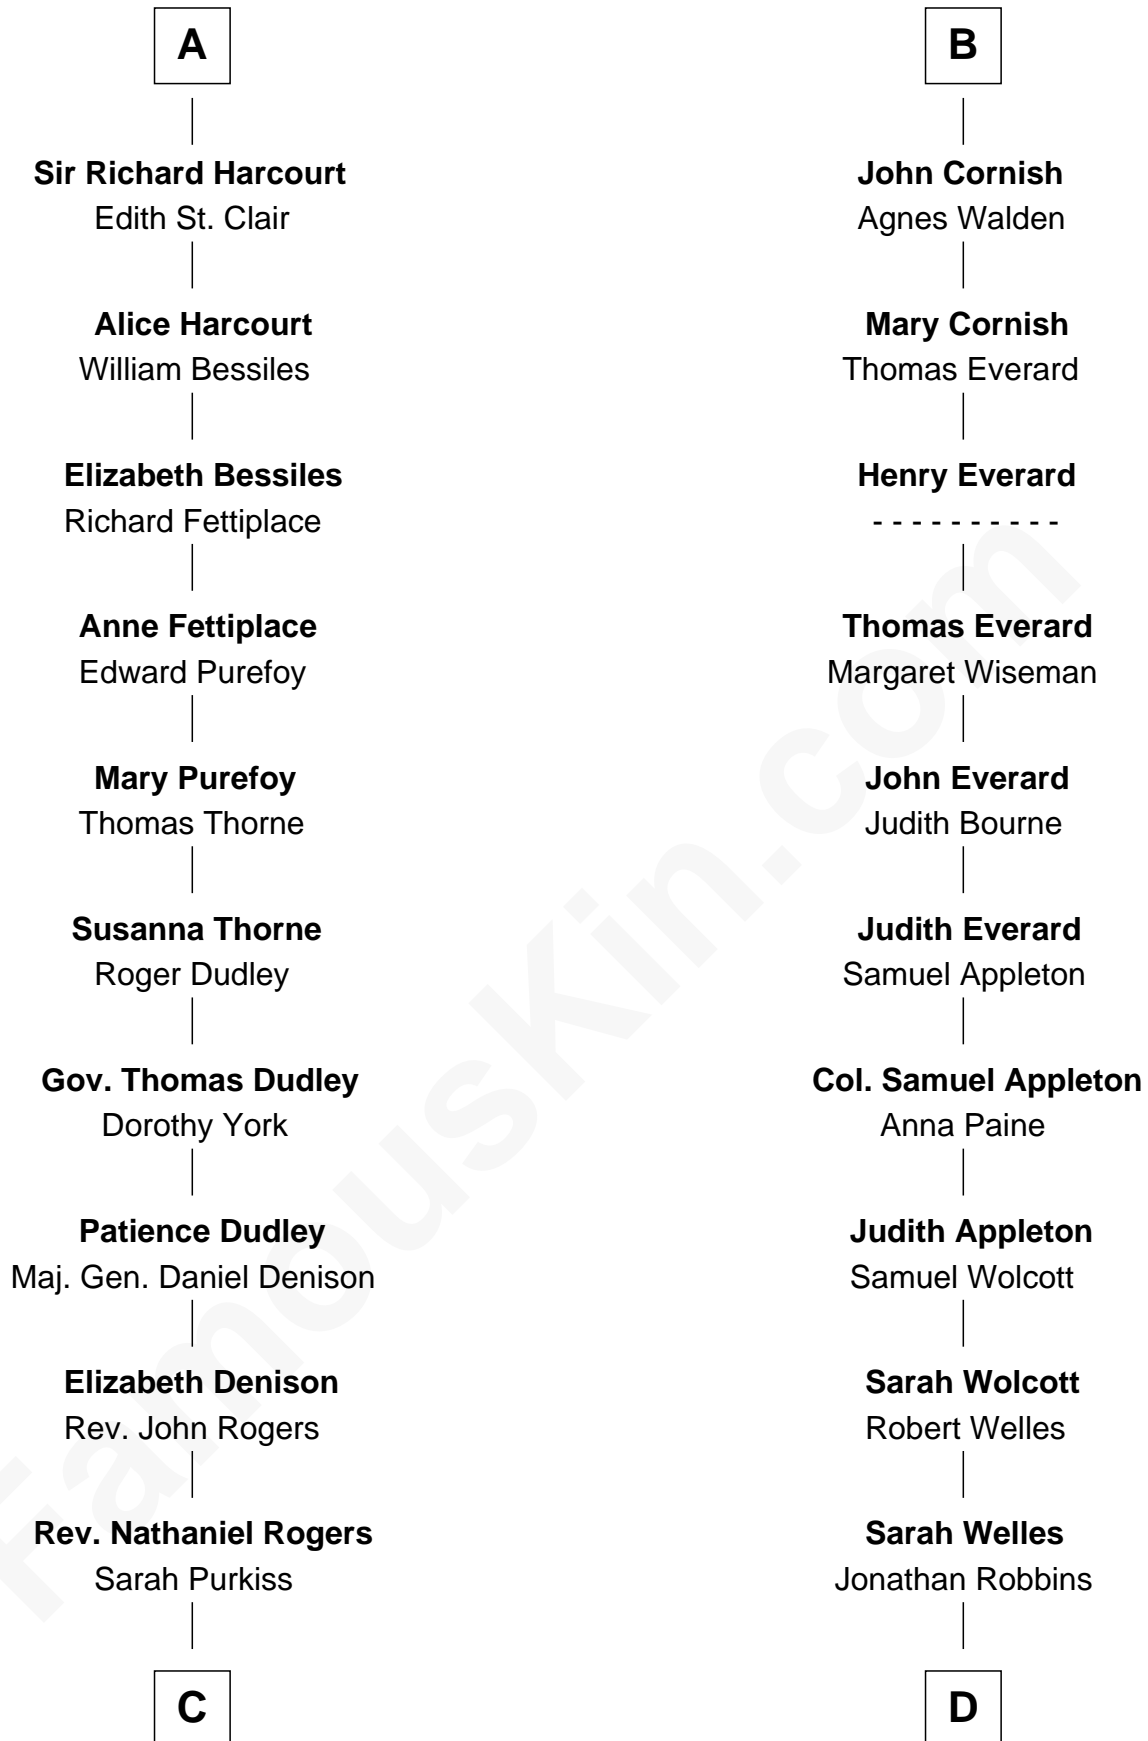 A
Sir Richard Harcourt
Edith St. Clair
Alice Harcourt
William Bessiles
Elizabeth Bessiles
Richard Fettiplace
Anne Fettiplace
Edward Purefoy
Mary Purefoy
Thomas Thorne
Susanna Thorne
Roger Dudley
Gov. Thomas Dudley
Dorothy York
Patience Dudley
Maj. Gen. Daniel Denison
Elizabeth Denison
Rev. John Rogers
Rev. Nathaniel Rogers
Sarah Purkiss
C
B
John Cornish
Agnes Walden
Mary Cornish
Thomas Everard
Henry Everard
- - - - - - - - - -
Thomas Everard
Margaret Wiseman
John Everard
Judith Bourne
Judith Everard
Samuel Appleton
Col. Samuel Appleton
Anna Paine
Judith Appleton
Samuel Wolcott
Sarah Wolcott
Robert Welles
Sarah Welles
Jonathan Robbins
D
FamousKin.com